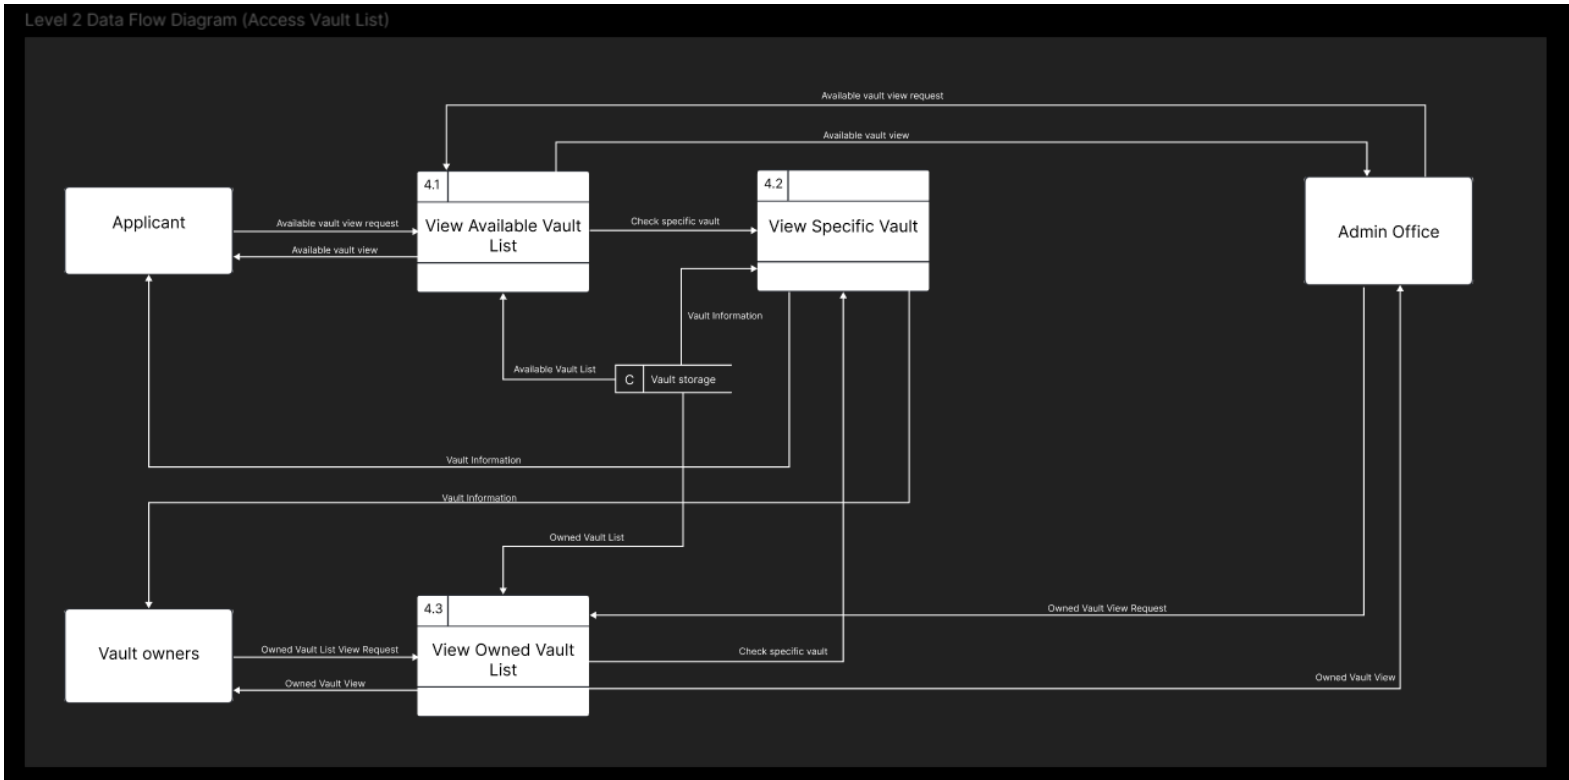 Level 2 Data Flow Diagram (Access Vault List)
Available vault view request
Available vault view
4.1
4.2
Applicant
Available vault view request
Available vault view
View Available Vault
List
Check specific vault
View Specific Vault
Admin Office
Vault Information
Available Vault List
C
Vault storage
Vault Information
Vault Information
Owned Vault List
4.3
Owned Vault View Request
Vault owners
Owned Vault List View Request
Owned Vault View
View Owned Vault
List
Check specific vault
Owned Vault View